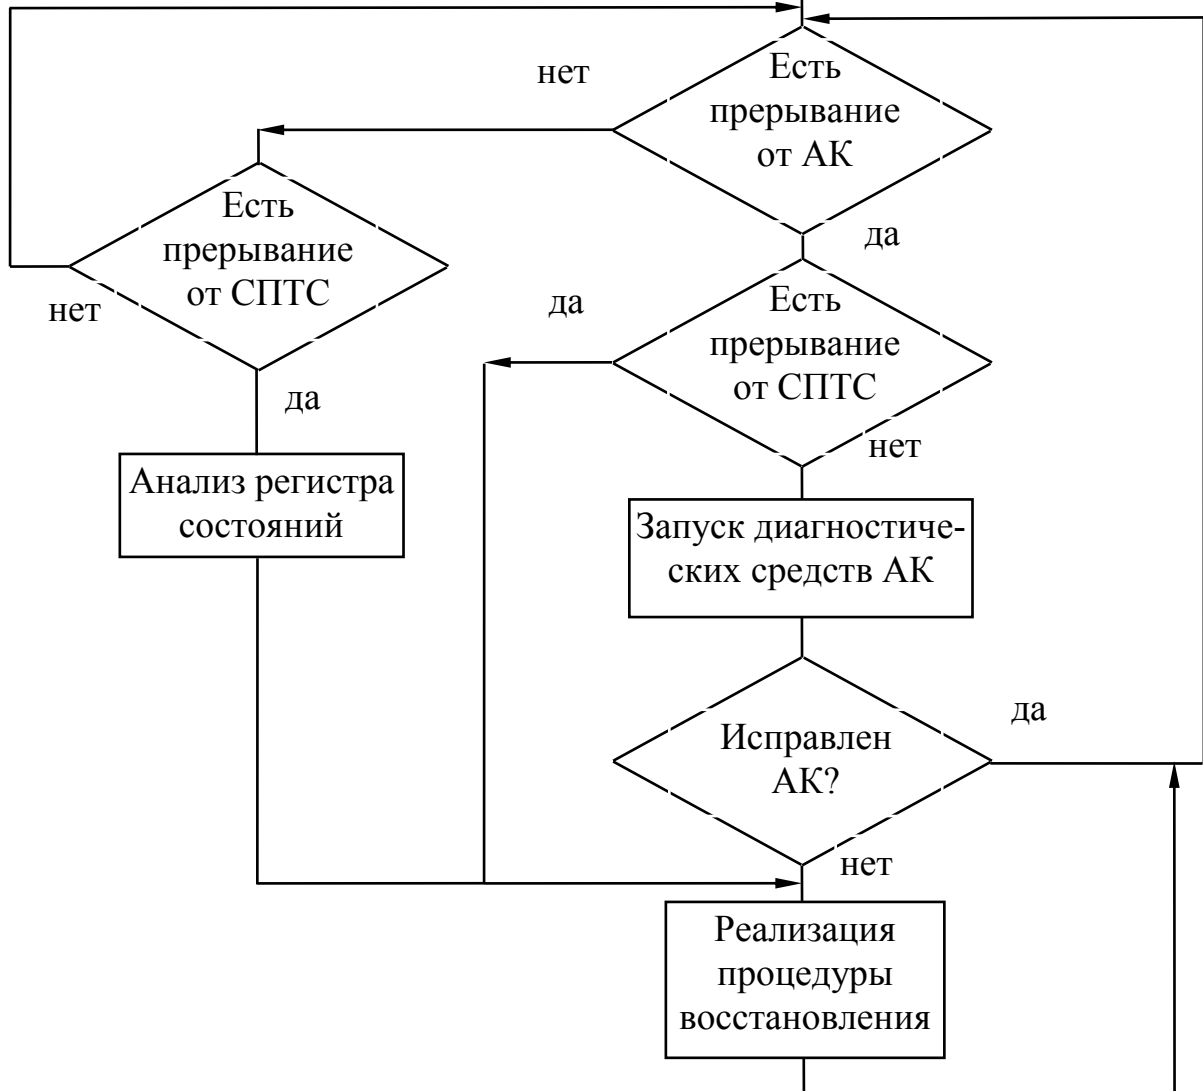 Есть
прерывание
от АК
нет
да
Есть
прерывание
от СПТС
нет
да
Есть
прерывание
от СПТС
да
нет
Анализ регистра
состояний
Запуск диагностиче-
ских средств АК
Исправлен
АК?
да
нет
Реализация
процедуры
восстановления